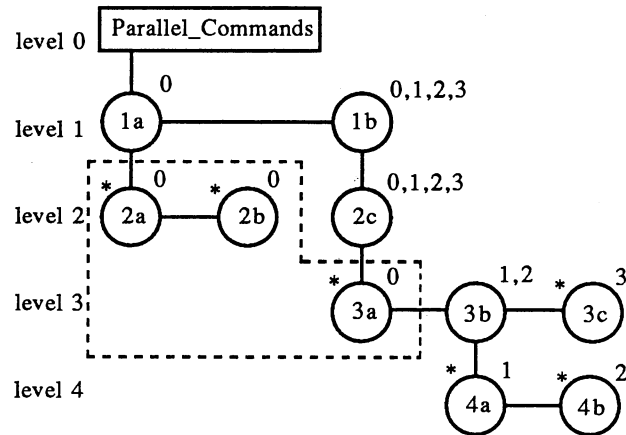 Parallel_Commands
level 0
0
0,1,2,3
level 1
1a
1b
* 0
* 0
0,1,2,3
level 2
2a
2b
2c
* 0
1,2
* 3
level 3
3a
3b
3c
* 1
* 2
level 4
4a
4b